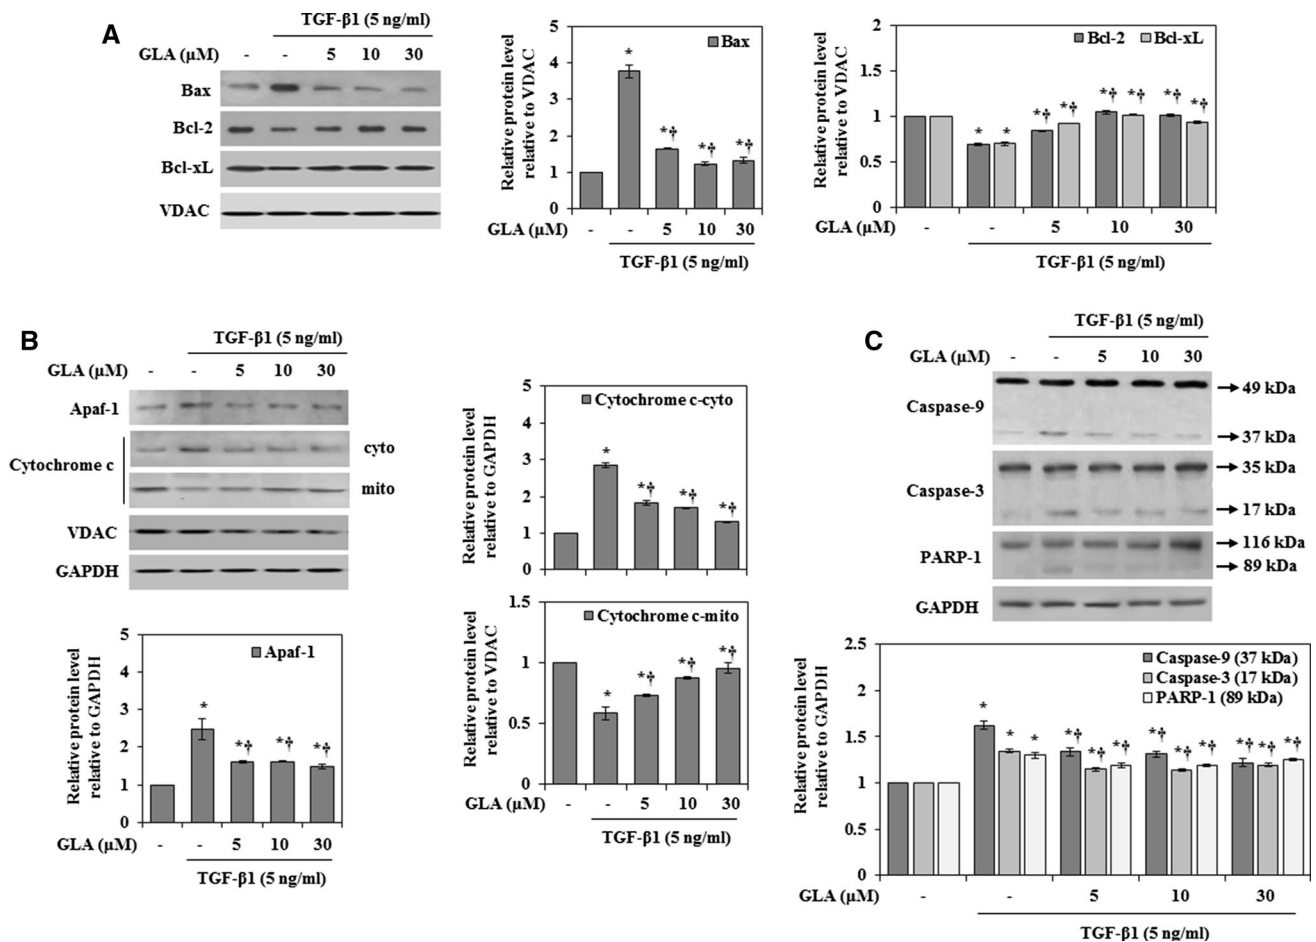 A
TGF-β1 (5 ng/ml)
GLA (μM) - - 5 10 30
Bax
Bcl-2
Bcl-xL
VDAC
Relative protein level
relative to VDAC
5
4
3
2
1
0
Bax
* *† *† *†
GLA (μM) - - 5 10 30
TGF-β1 (5 ng/ml)
Relative protein level
relative to VDAC
2
1.5
1
0.5
0
Bcl-2 Bcl-xL
* * *† *† *† *† *† *†
GLA (μM) - - 5 10 30
TGF-β1 (5 ng/ml)
B
TGF-β1 (5 ng/ml)
GLA (μM) - - 5 10 30
Apaf-1
Cytochrome c
cyto
mito
VDAC
GAPDH
Relative protein level
relative to GAPDH
5
4
3
2
1
0
Apaf-1
* *† *† *†
GLA (μM) - - 5 10 30
TGF-β1 (5 ng/ml)
Relative protein level
relative to GAPDH
5
4
3
2
1
0
Cytochrome c-cyto
* *† *† *†
Relative protein level
relative to VDAC
1.5
1
0.5
0
Cytochrome c-mito
* *† *† *†
GLA (μM) - - 5 10 30
TGF-β1 (5 ng/ml)
C
TGF-β1 (5 ng/ml)
GLA (μM) - - 5 10 30
Caspase-9
49 kDa
37 kDa
Caspase-3
35 kDa
17 kDa
PARP-1
116 kDa
89 kDa
GAPDH
Relative protein level
relative to GAPDH
2.5
2
1.5
1
0.5
0
Caspase-9 (37 kDa)
Caspase-3 (17 kDa)
PARP-1 (89 kDa)
* * * *† *† *† *† *† *† *† *† *†
GLA (μM) - - 5 10 30
TGF-β1 (5 ng/ml)